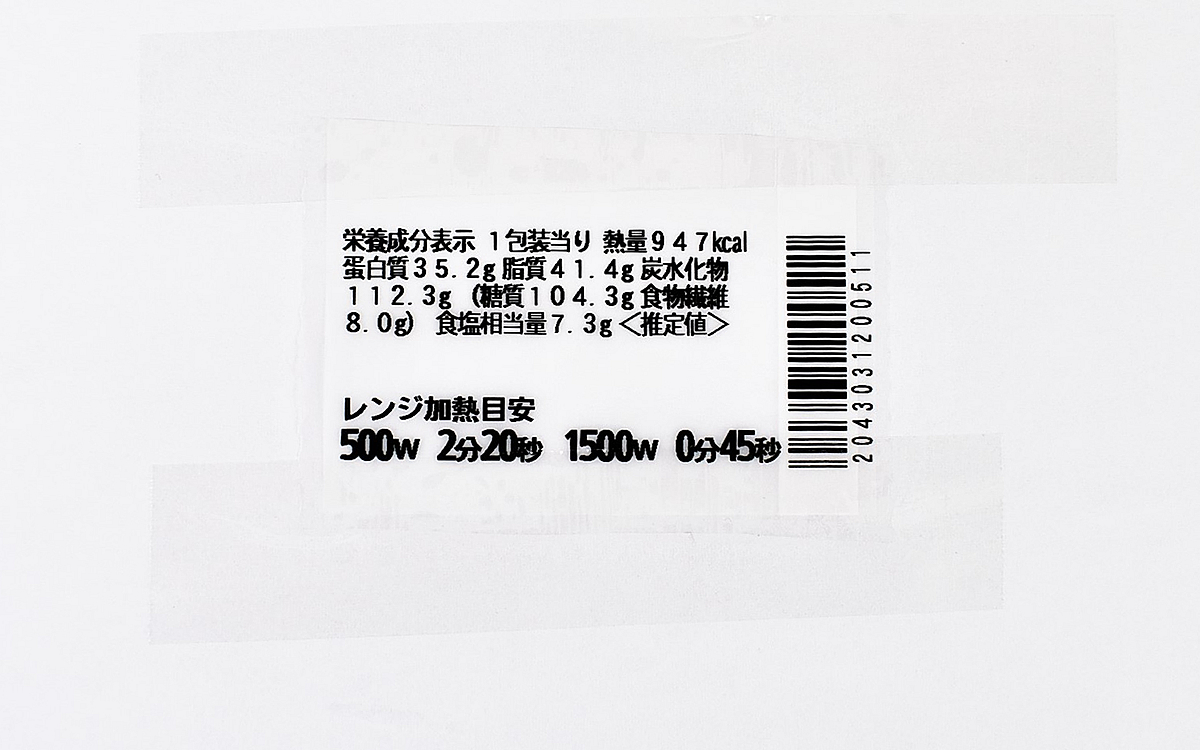 栄養成分表示 1包装当り 熱量947kcal
蛋白質35.2g 脂質41.4g 炭水化物
112.3g (糖質104.3g 食物繊維
8.0g) 食塩相当量7.3g<推定値>
レンジ加熱目安
500W 2分20秒 1500W 0分45秒
2043031200511